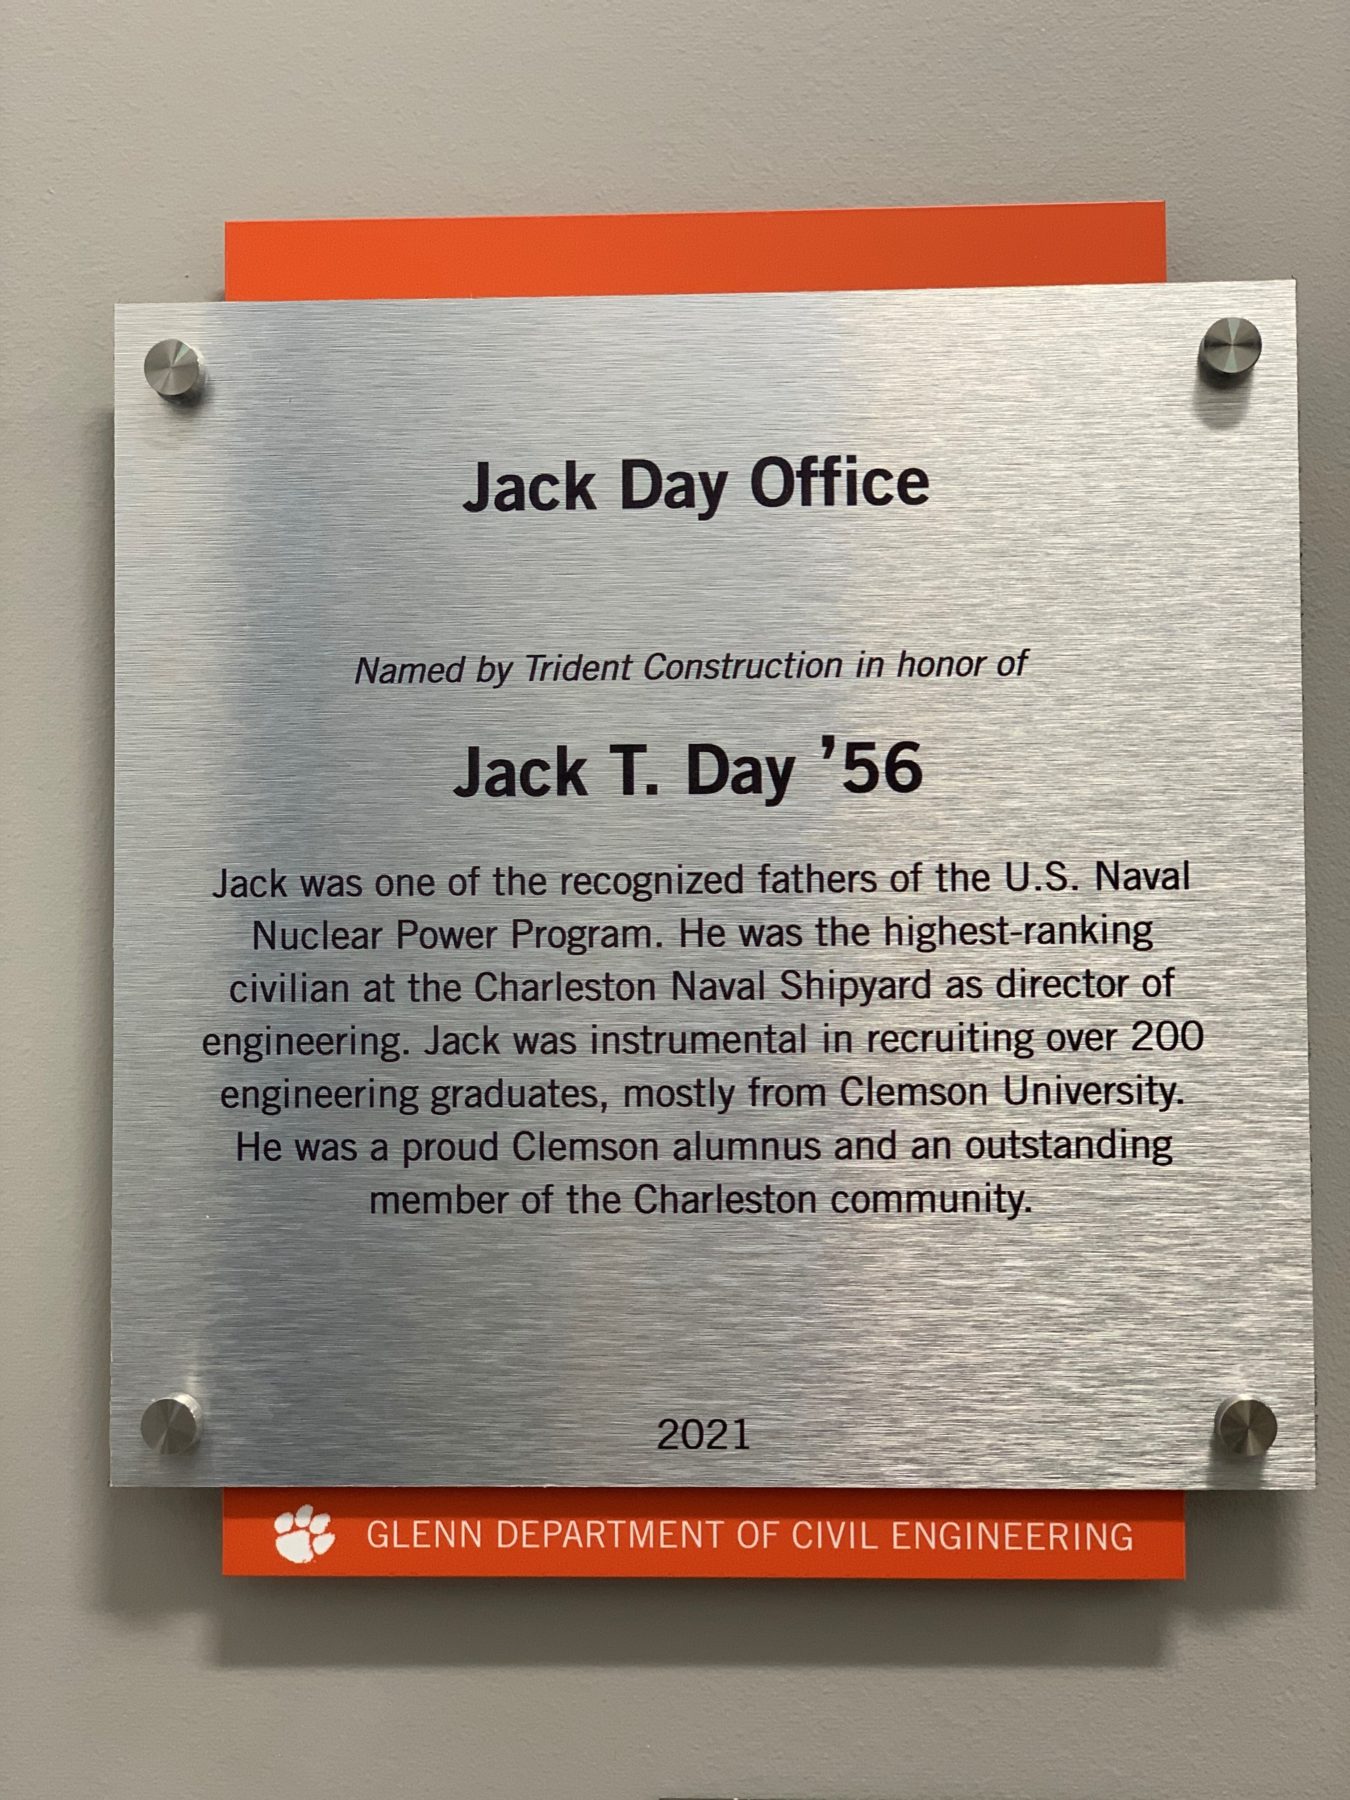 Jack Day Office
Named by Trident Construction in honor of
Jack T. Day ’56
Jack was one of the recognized fathers of the U.S. Naval
Nuclear Power Program. He was the highest-ranking
civilian at the Charleston Naval Shipyard as director of
engineering. Jack was instrumental in recruiting over 200
engineering graduates, mostly from Clemson University.
He was a proud Clemson alumnus and an outstanding
member of the Charleston community.
2021
GLENN DEPARTMENT OF CIVIL ENGINEERING